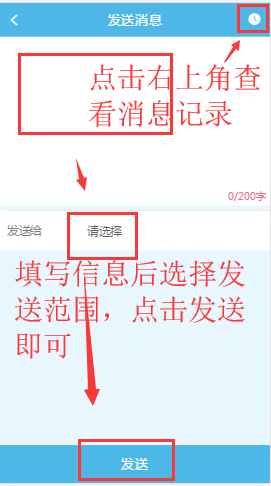 发送消息
点击右上角查
看消息记录
0/200字
发送给 请选择
填写信息后选择发
送范围，点击发送
即可
发送